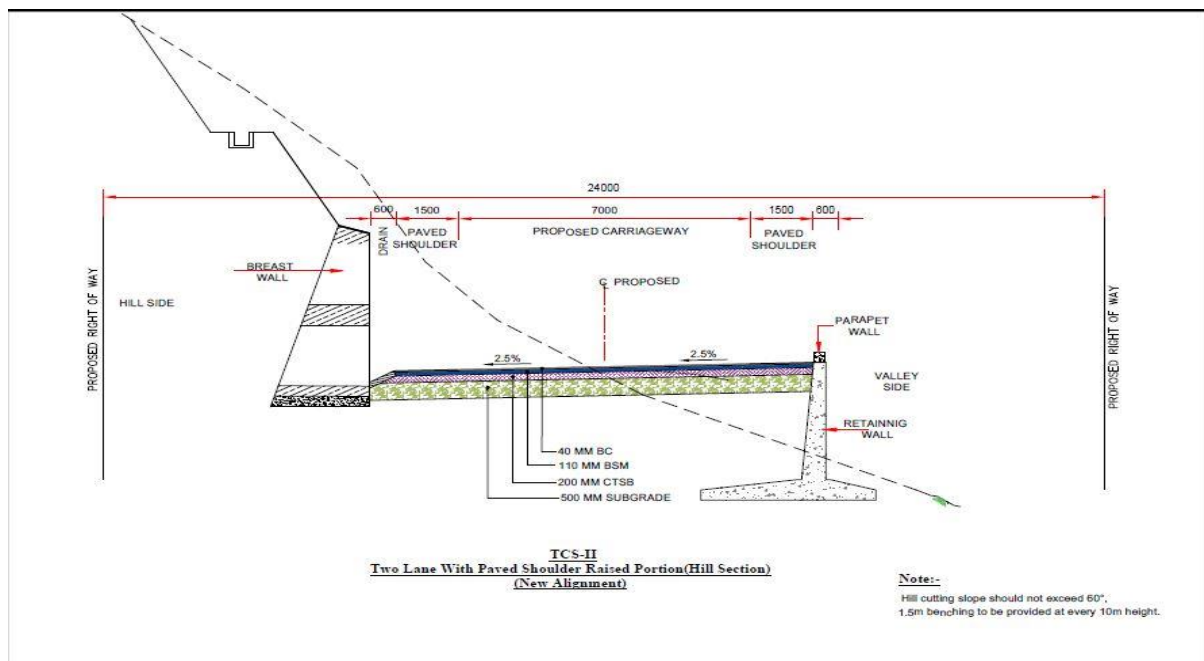 24000
600
1500
7000
1500
600
DRAIN
PAVED
SHOULDER
PROPOSED CARRIAGEWAY
PAVED
SHOULDER
BREAST
WALL
HILL SIDE
PROPOSED RIGHT OF WAY
℄ PROPOSED
PARAPET
WALL
2.5%
2.5%
VALLEY
SIDE
PROPOSED RIGHT OF WAY
RETAINNIG
WALL
40 MM BC
110 MM BSM
200 MM CTSB
500 MM SUBGRADE
TCS-II
Two Lane With Paved Shoulder Raised Portion(Hill Section)
(New Alignment)
Note:-
Hill cutting slope should not exceed 60°,
1.5m benching to be provided at every 10m height.